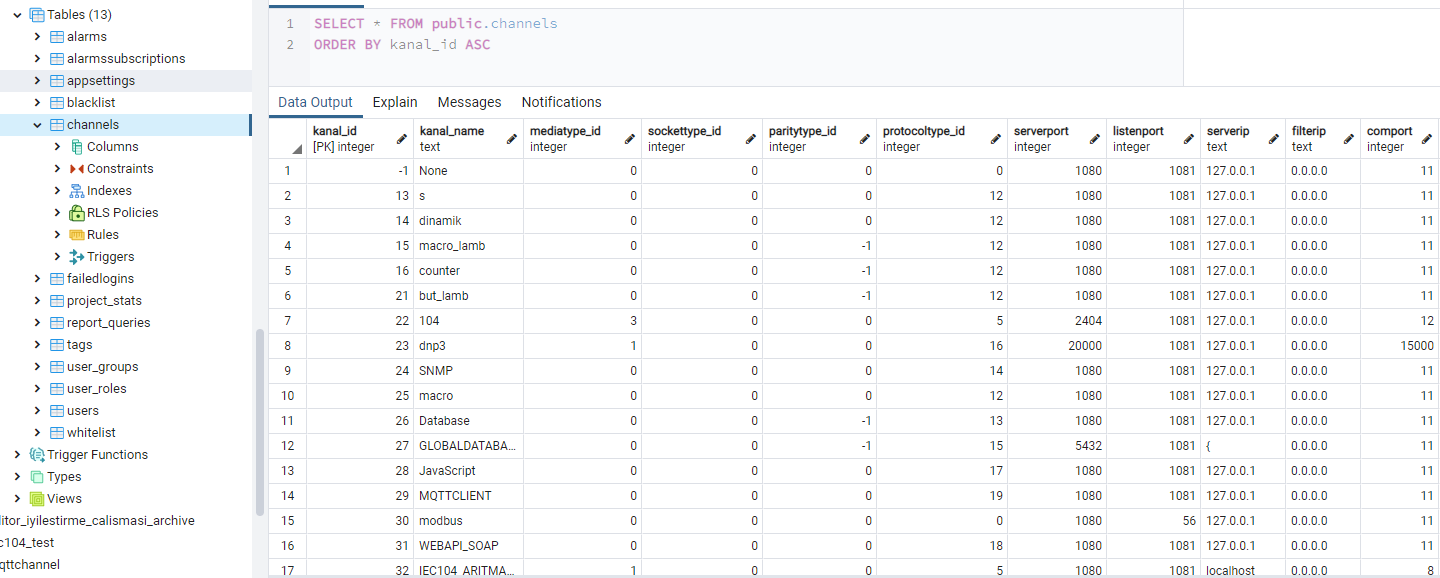 Tables (13)
alarms
alarmssubscriptions
appsettings
blacklist
channels
Columns
Constraints
Indexes
RLS Policies
Rules
Triggers
failedlogins
project_stats
report_queries
tags
user_groups
user_roles
users
whitelist
Trigger Functions
Types
Views
litor_iyilestirme_calismasi_archive
c104_test
qttchannel
1 SELECT * FROM public.channels
2 ORDER BY kanal_id ASC
Data Output Explain Messages Notifications
kanal_id kanal_name mediatype_id sockettype_id paritytype_id protocoltype_id serverport listenport serverip filterip comport
[PK] integer text integer integer integer integer integer integer text text integer
1 -1 None 0 0 0 0 1080 1081 127.0.0.1 0.0.0.0 11
2 13 s 0 0 0 12 1080 1081 127.0.0.1 0.0.0.0 11
3 14 dinamik 0 0 0 12 1080 1081 127.0.0.1 0.0.0.0 11
4 15 macro_lamb 0 0 -1 12 1080 1081 127.0.0.1 0.0.0.0 11
5 16 counter 0 0 -1 12 1080 1081 127.0.0.1 0.0.0.0 11
6 21 but_lamb 0 0 -1 12 1080 1081 127.0.0.1 0.0.0.0 11
7 22 104 3 0 0 5 2404 1081 127.0.0.1 0.0.0.0 12
8 23 dnp3 1 0 0 16 20000 1081 127.0.0.1 0.0.0.0 15000
9 24 SNMP 0 0 0 14 1080 1081 127.0.0.1 0.0.0.0 11
10 25 macro 0 0 0 12 1080 1081 127.0.0.1 0.0.0.0 11
11 26 Database 0 0 -1 13 1080 1081 127.0.0.1 0.0.0.0 11
12 27 GLOBALDATABA... 0 0 -1 15 5432 1081 { 0.0.0.0 11
13 28 JavaScript 0 0 0 17 1080 1081 127.0.0.1 0.0.0.0 11
14 29 MQTTCLIENT 0 0 0 19 1080 1081 127.0.0.1 0.0.0.0 11
15 30 modbus 0 0 0 0 1080 56 127.0.0.1 0.0.0.0 11
16 31 WEBAPI_SOAP 0 0 0 18 1080 1081 127.0.0.1 0.0.0.0 11
17 32 IEC104_ARITMA... 1 0 0 5 1080 1081 localhost 0.0.0.0 8